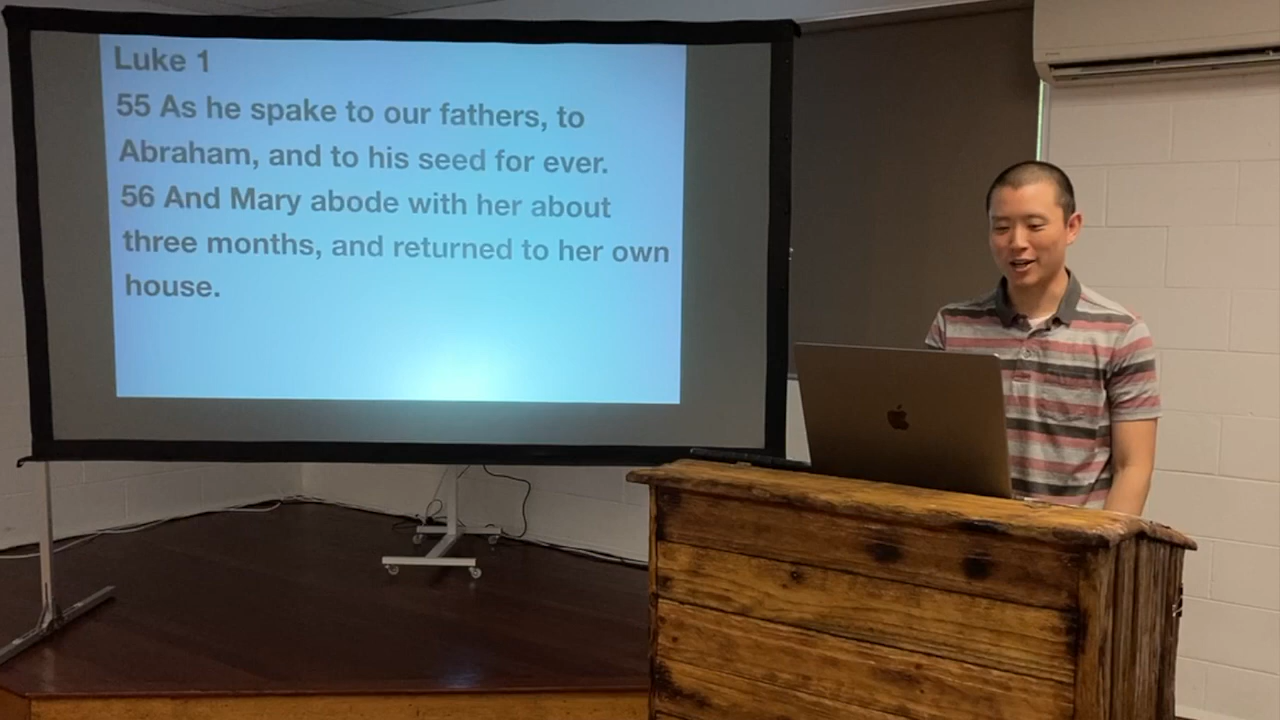 Luke 1
55 As he spake to our fathers, to
Abraham, and to his seed for ever.
56 And Mary abode with her about
three months, and returned to her own
house.